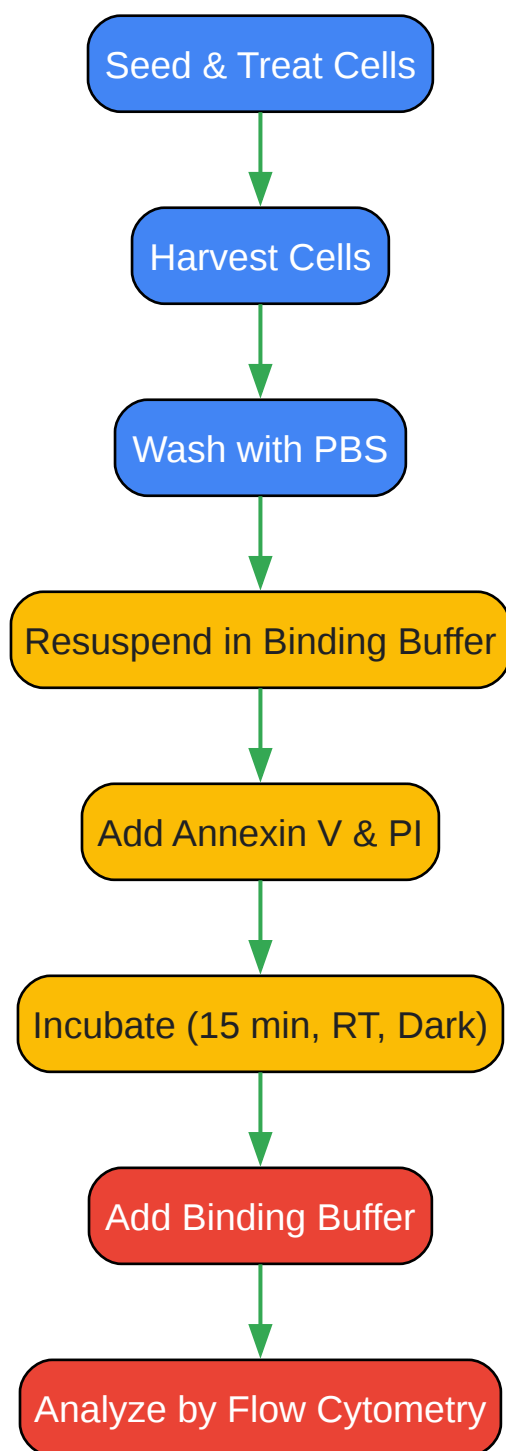 Seed & Treat Cells
Harvest Cells
Wash with PBS
Resuspend in Binding Buffer
Add Annexin V & PI
Incubate (15 min, RT, Dark)
Add Binding Buffer
Analyze by Flow Cytometry